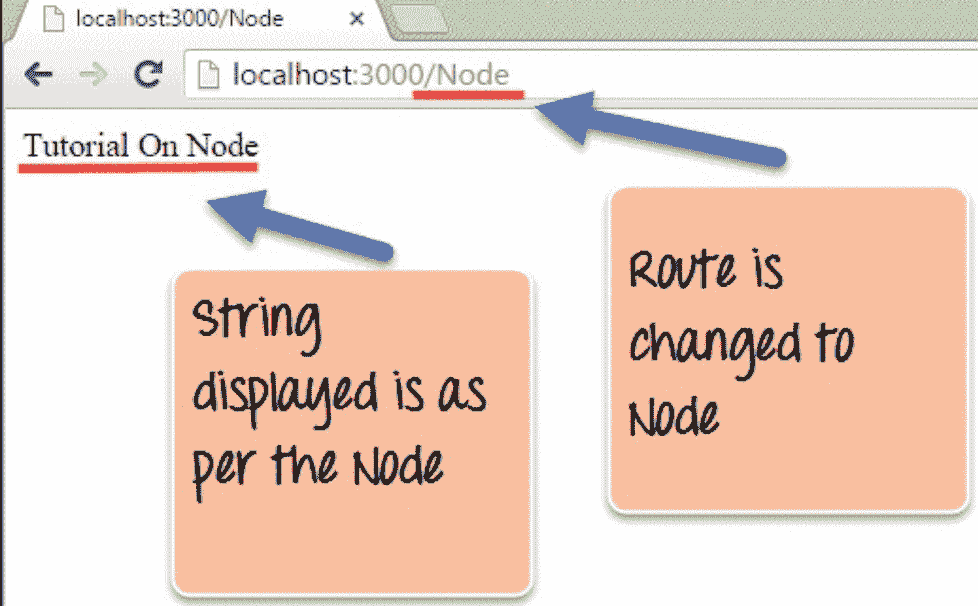 localhost:3000/Node
localhost:3000/Node
Tutorial On Node
String
displayed is as
per the Node
Route is
changed to
Node